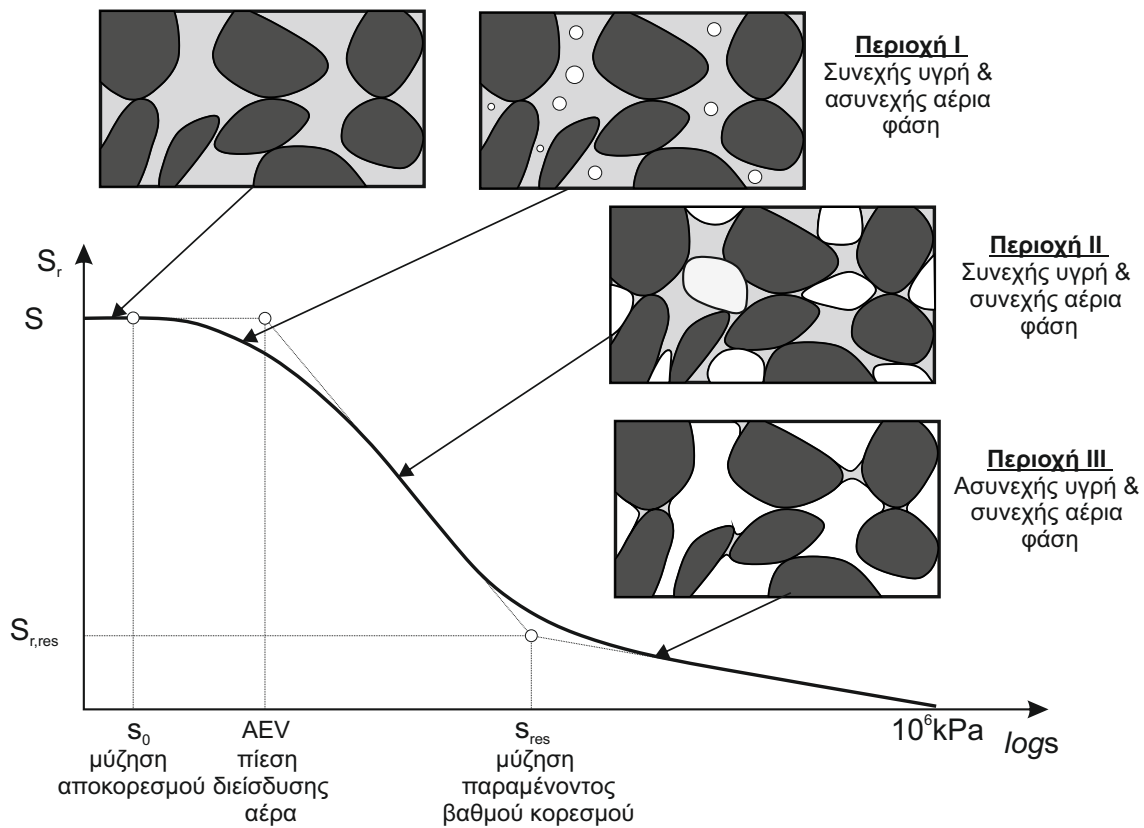 Περιοχή I
Συνεχής υγρή &
ασυνεχής αέρια
φάση
Περιοχή II
Συνεχής υγρή &
συνεχής αέρια
φάση
Περιοχή III
Ασυνεχής υγρή &
συνεχής αέρια
φάση
Sr
S
Sr,res
s0
μύζηση
αποκορεσμού
AEV
πίεση
διείσδυσης
αέρα
sres
μύζηση
παραμένοντος
βαθμού κορεσμού
10⁶kPa
logs